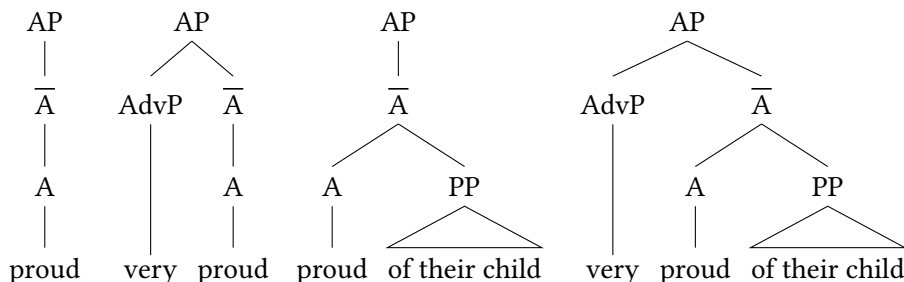 AP AP AP AP
A̅ AdvP A̅ A̅ AdvP A̅
A A A PP A PP
proud very proud proud of their child very proud of their child